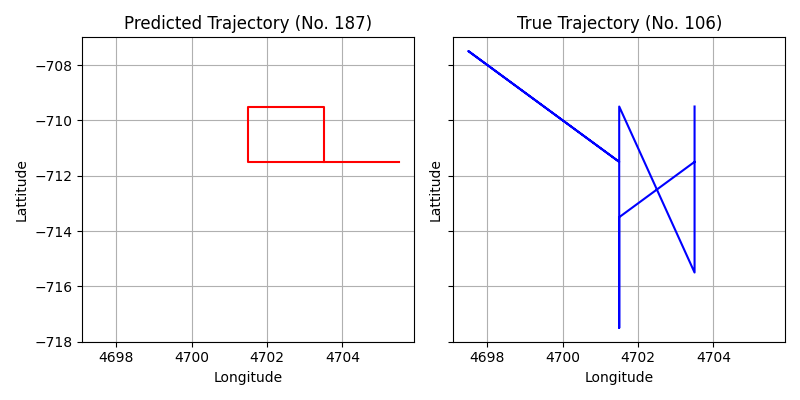 Predicted Trajectory (No. 187)
True Trajectory (No. 106)
Lattitude
−708
−710
−712
−714
−716
−718
4698
4700
4702
4704
Longitude
Lattitude
4698
4700
4702
4704
Longitude